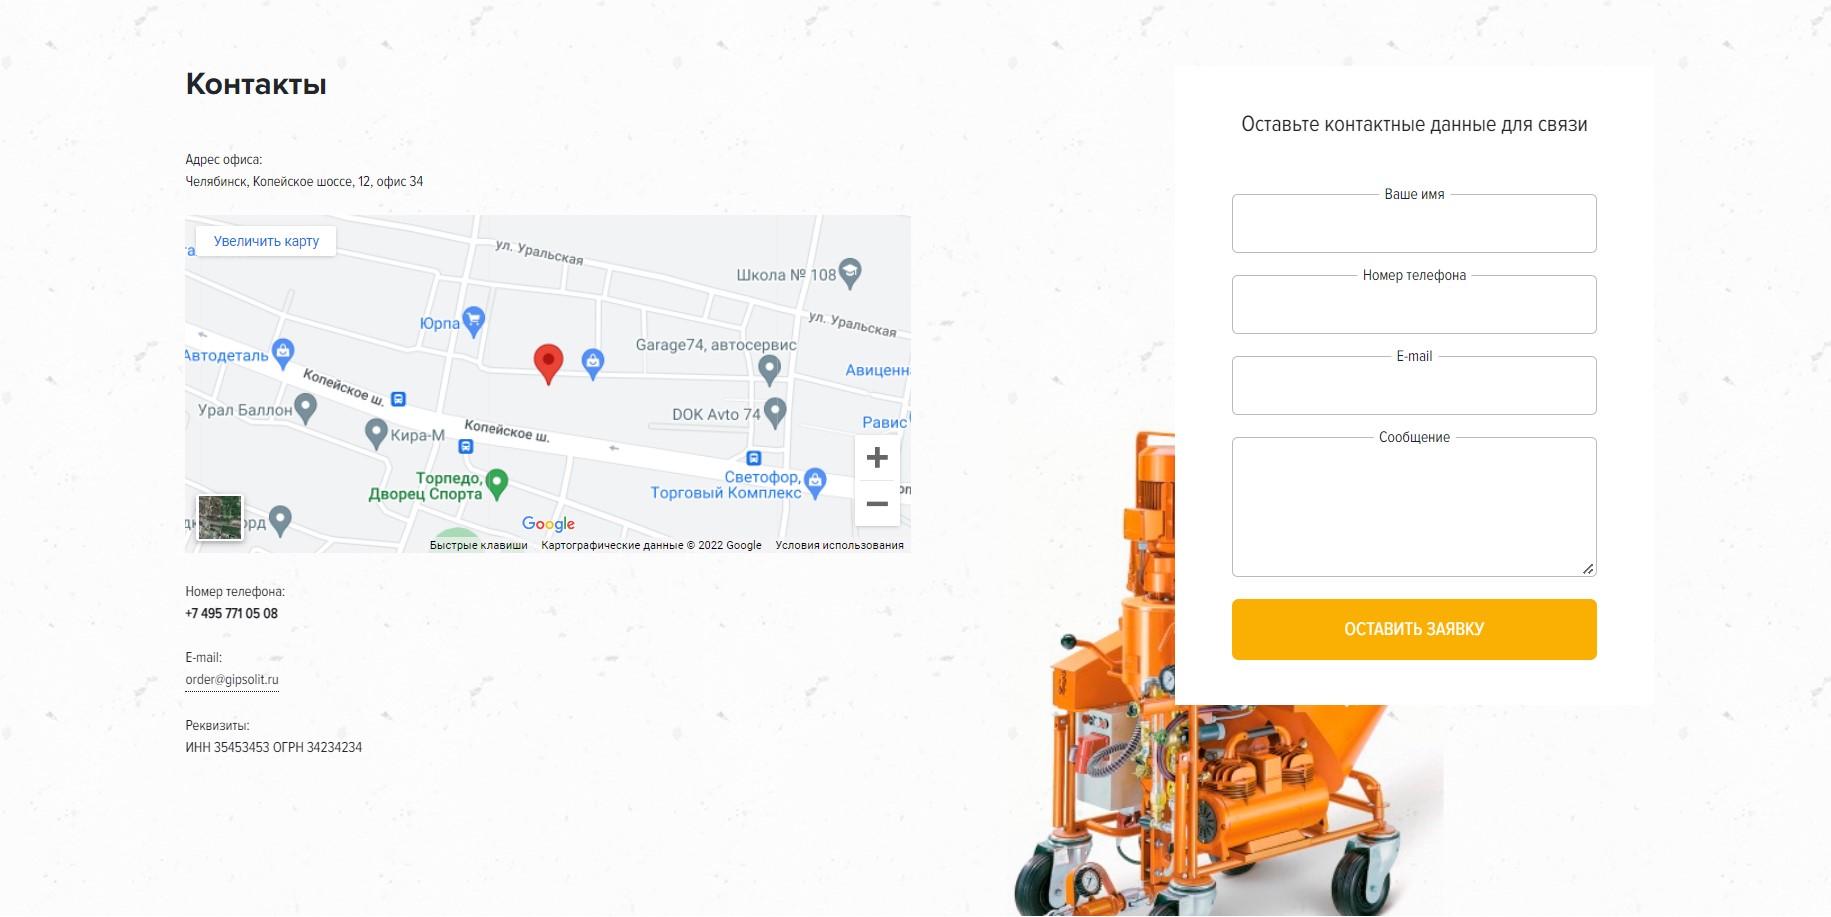 Контакты
Адрес офиса:
Челябинск, Копейское шоссе, 12, офис 34
Увеличить карту
ул. Уральская
Школа № 108
ул. Уральская
Юрпа
Garage74, автосервис
Автодеталь
Авиценн
Копейское ш.
Урал Баллон
DOK Avto 74
Равис
Кира-М
Копейское ш.
Торпедо,
Дворец Спорта
Светофор,
Торговый Комплекс
Google
Быстрые клавиши
Картографические данные © 2022 Google
Условия использования
Номер телефона:
+7 495 771 05 08
E-mail:
order@gipsolit.ru
Реквизиты:
ИНН 35453453 ОГРН 34234234
Оставьте контактные данные для связи
Ваше имя
Номер телефона
E-mail
Сообщение
ОСТАВИТЬ ЗАЯВКУ